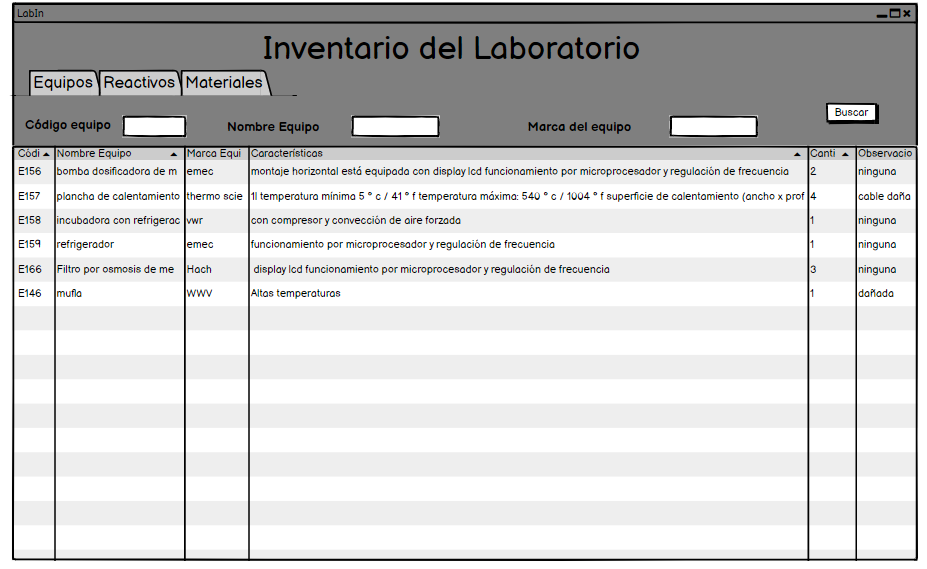 LabIn
Inventario del Laboratorio
Equipos Reactivos Materiales
Buscar
Código equipo Nombre Equipo Marca del equipo
Códi Nombre Equipo Marca Equi Características Canti Observacio
E156 bomba dosificadora de m emec montaje horizontal está equipada con display lcd funcionamiento por microprocesador y regulación de frecuencia 2 ninguna
E157 plancha de calentamiento thermo scie 1l temperatura mínima 5 ° c / 41 ° f temperatura máxima: 540 ° c / 1004 ° f superficie de calentamiento (ancho x prof 4 cable daña
E158 incubadora con refrigerac vwr con compresor y convección de aire forzada 1 ninguna
E159 refrigerador emec funcionamiento por microprocesador y regulación de frecuencia 1 ninguna
E166 Filtro por osmosis de me Hach display lcd funcionamiento por microprocesador y regulación de frecuencia 3 ninguna
E146 mufla WWV Altas temperaturas 1 dañada